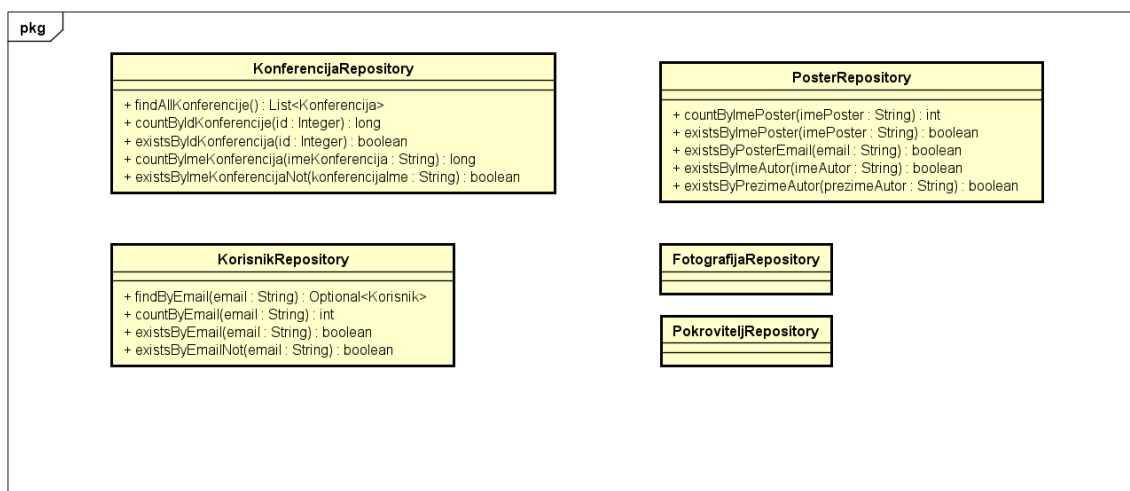 pkg
KonferencijaRepository
+ findAllKonferencije() : List<Konferencija>
+ countByIdKonferencije(id : Integer) : long
+ existsByIdKonferencija(id : Integer) : boolean
+ countByImeKonferencija(imeKonferencija : String) : long
+ existsByImeKonferencijaNot(konferencijaIme : String) : boolean
PosterRepository
+ countByImePoster(imePoster : String) : int
+ existsByImePoster(imePoster : String) : boolean
+ existsByPosterEmail(email : String) : boolean
+ existsByImeAutor(imeAutor : String) : boolean
+ existsByPrezimeAutor(prezimeAutor : String) : boolean
KorisnikRepository
+ findByEmail(email : String) : Optional<Korisnik>
+ countByEmail(email : String) : int
+ existsByEmail(email : String) : boolean
+ existsByEmailNot(email : String) : boolean
FotografijaRepository
PokroviteljRepository